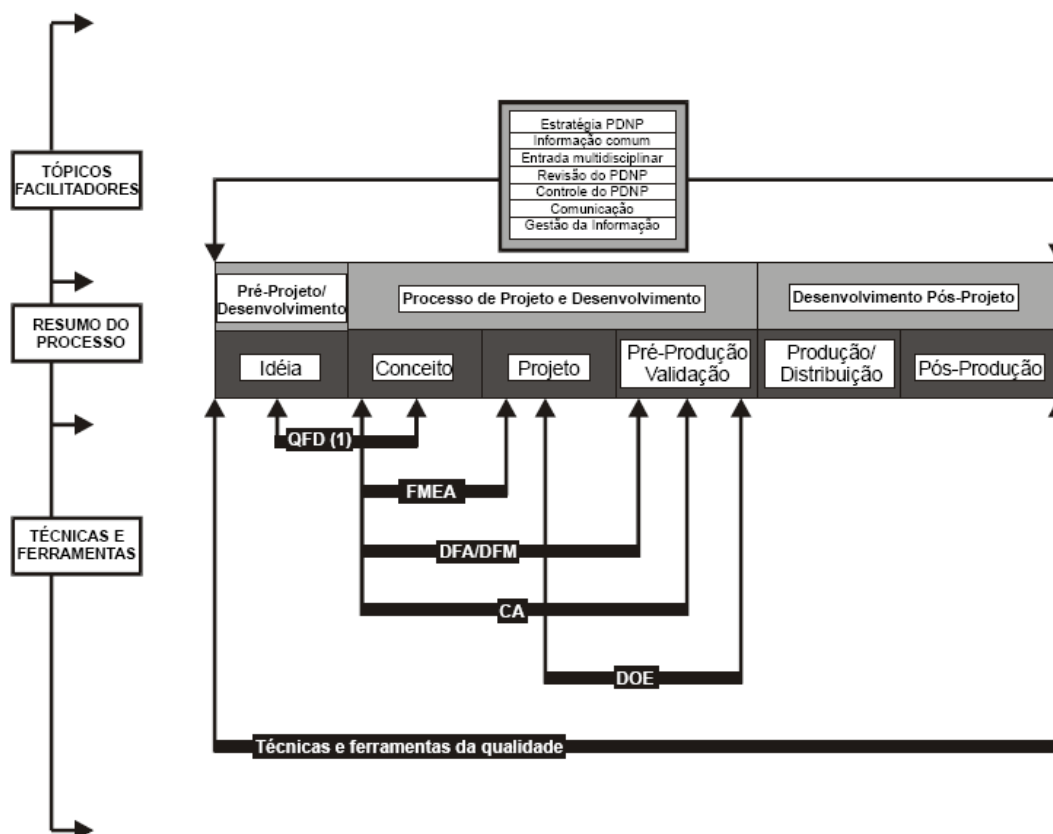 Estratégia PDNP
Informação comum
Entrada multidisciplinar
Revisão do PDNP
Controle do PDNP
Comunicação
Gestão da Informação
TÓPICOS
FACILITADORES
Pré-Projeto/
Desenvolvimento
Processo de Projeto e Desenvolvimento
Desenvolvimento Pós-Projeto
RESUMO DO
PROCESSO
Idéia
Conceito
Projeto
Pré-Produção
Validação
Produção/
Distribuição
Pós-Produção
QFD (1)
FMEA
TÉCNICAS E
FERRAMENTAS
DFA/DFM
CA
DOE
Técnicas e ferramentas da qualidade